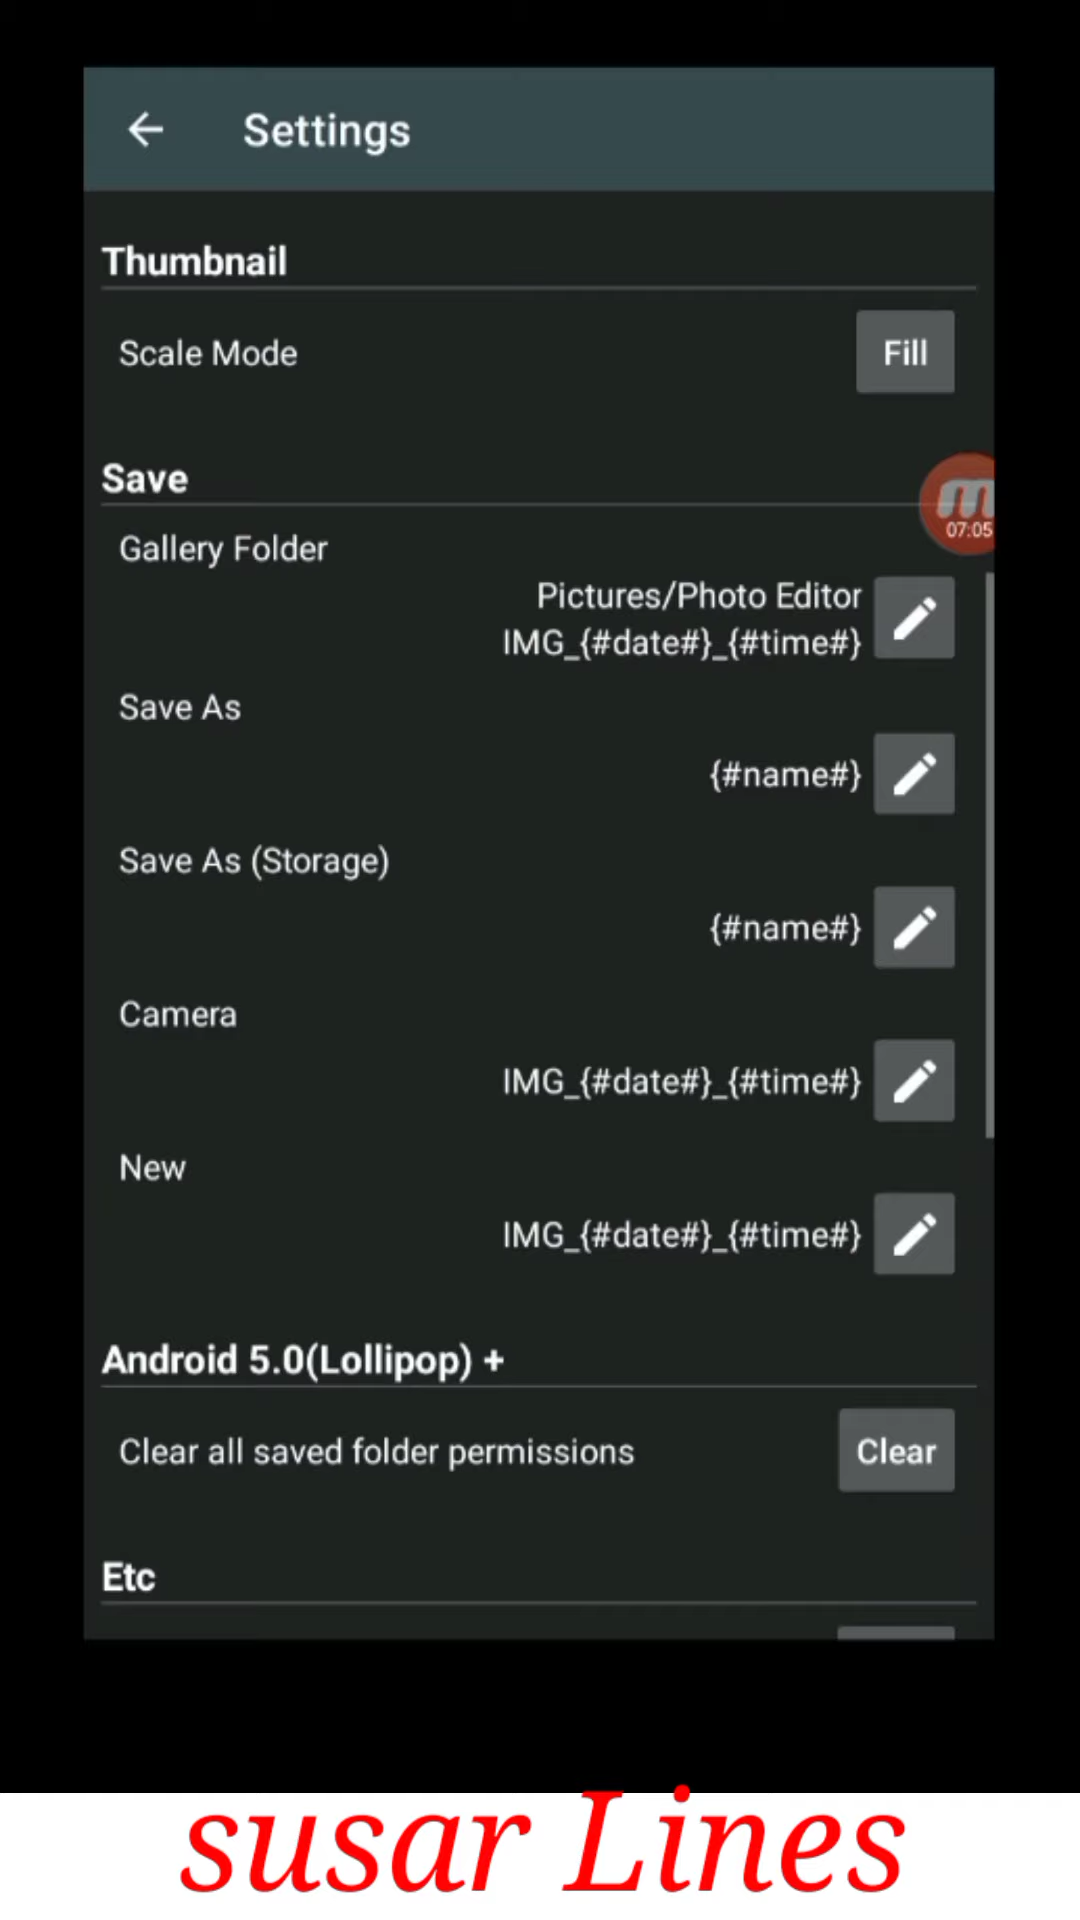 Settings
Thumbnail
Scale Mode
Fill
Save
07:05
Gallery Folder
Pictures/Photo Editor
IMG_{#date#}_{#time#}
Save As
{#name#}
Save As (Storage)
{#name#}
Camera
IMG_{#date#}_{#time#}
New
IMG_{#date#}_{#time#}
Android 5.0(Lollipop) +
Clear all saved folder permissions
Clear
Etc
susar Lines